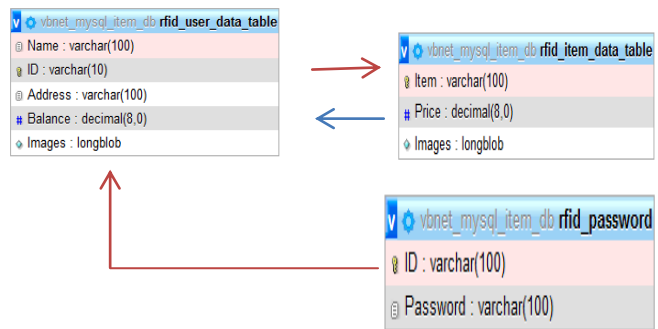 v vbnet_mysql_item_db rfid_user_data_table
Name : varchar(100)
ID : varchar(10)
Address : varchar(100)
# Balance : decimal(8,0)
Images : longblob
v vbnet_mysql_item_db rfid_item_data_table
Item : varchar(100)
# Price : decimal(8,0)
Images : longblob
v vbnet_mysql_item_db rfid_password
ID : varchar(100)
Password : varchar(100)